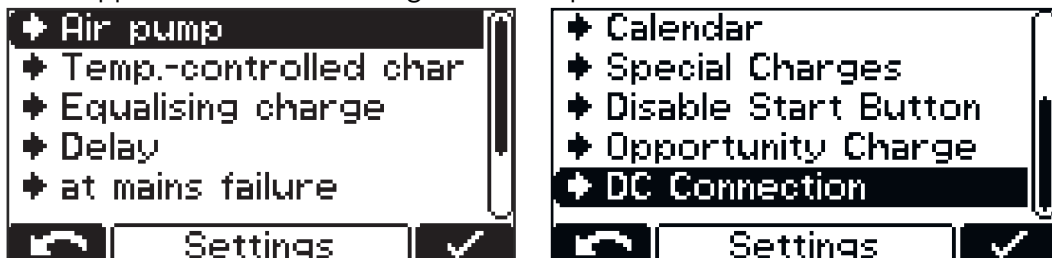 Air pump
Temp.-controlled char
Equalising charge
Delay
at mains failure
Settings
Calendar
Special Charges
Disable Start Button
Opportunity Charge
DC Connection
Settings